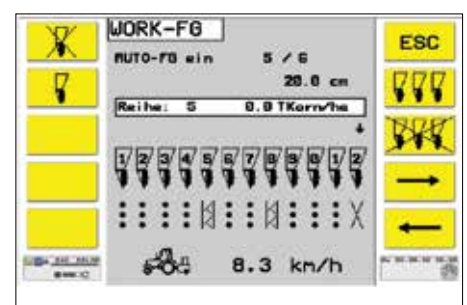 WORK-FG
ESC
AUTO-FG ein 5 / 6
20.0 cm
Reihe: 5 0.0 TKorn/ha
1 2 3 4 5 6 7 8 9 0 1 2
8.3 km/h